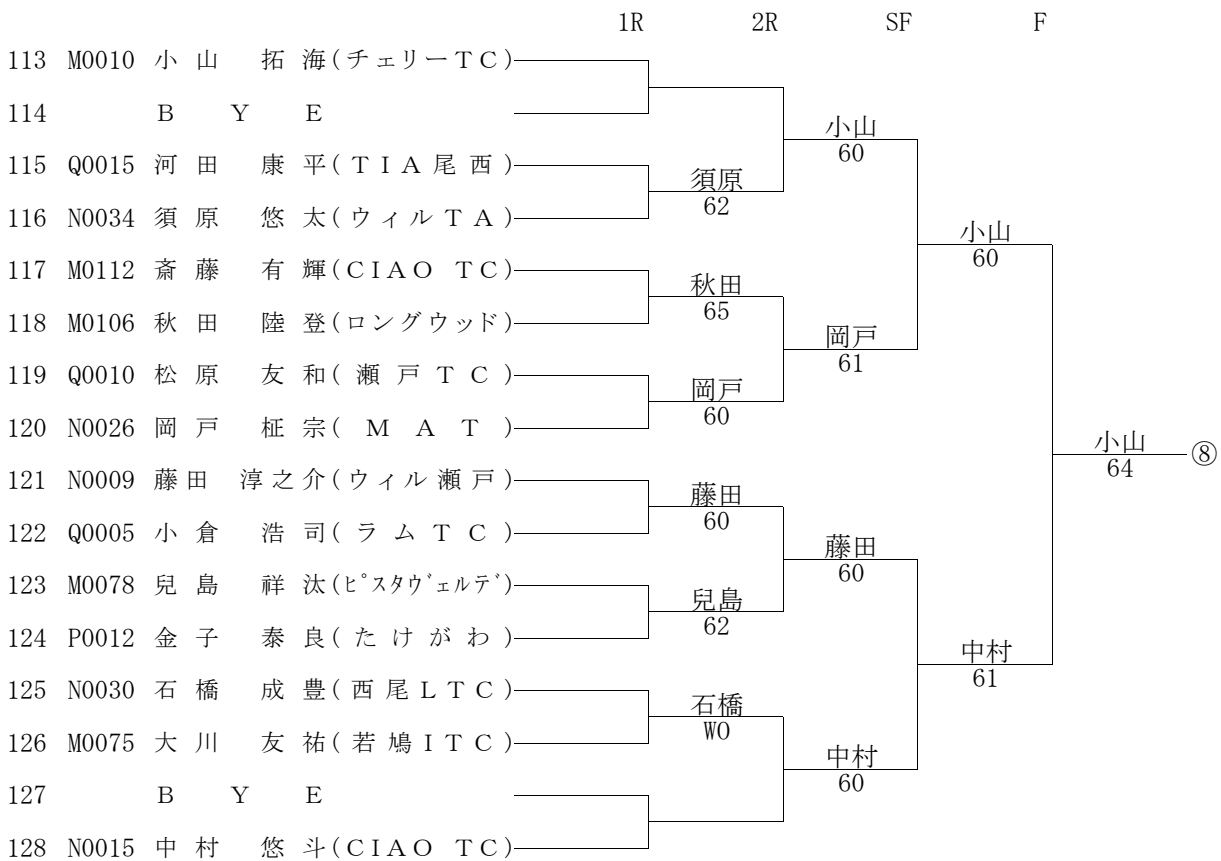 1R 2R SF F
113 M0010 小山 拓海(チェリーTC)
114 BYE
小山
60
115 Q0015 河田 康平(TIA尾西)
須原
62
116 N0034 須原 悠太(ウィルTA)
小山
60
117 M0112 斎藤 有輝(CIAO TC)
秋田
65
118 M0106 秋田 陸登(ロングウッド)
岡戸
61
119 Q0010 松原 友和(瀬戸TC)
岡戸
60
120 N0026 岡戸 柾宗(MAT)
小山 ⑧
64
121 N0009 藤田 淳之介(ウィル瀬戸)
藤田
60
122 Q0005 小倉 浩司(ラムTC)
藤田
60
123 M0078 兒島 祥汰(ピスタヴェルデ)
兒島
62
124 P0012 金子 泰良(たけがわ)
中村
61
125 N0030 石橋 成豊(西尾LTC)
石橋
WO
126 M0075 大川 友祐(若鳩ITC)
中村
60
127 BYE
128 N0015 中村 悠斗(CIAO TC)